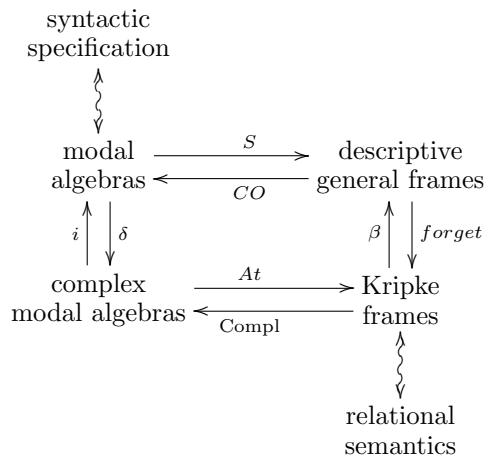 syntactic
specification
S
modal
algebras
descriptive
general frames
CO
i
δ
β
forget
complex
modal algebras
At
Kripke
frames
Compl
relational
semantics